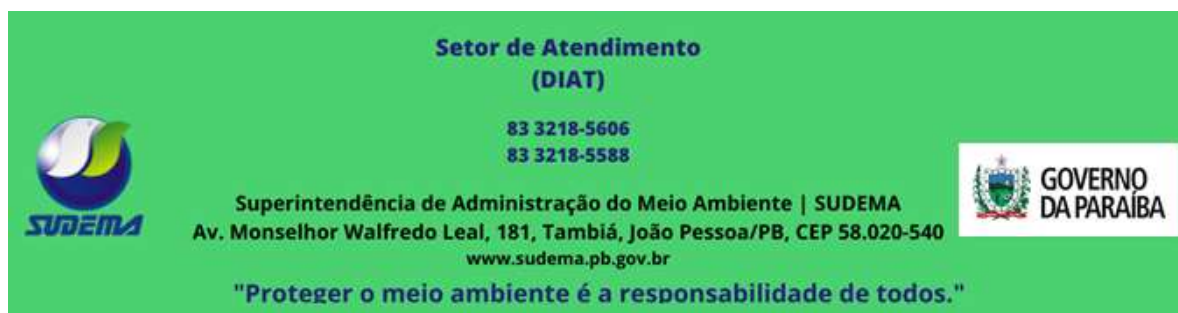 Setor de Atendimento
(DIAT)
83 3218-5606
83 3218-5588
SUDEMA
GOVERNO
DA PARAÍBA
Superintendência de Administração do Meio Ambiente | SUDEMA
Av. Monselhor Walfredo Leal, 181, Tambiá, João Pessoa/PB, CEP 58.020-540
www.sudema.pb.gov.br
"Proteger o meio ambiente é a responsabilidade de todos."